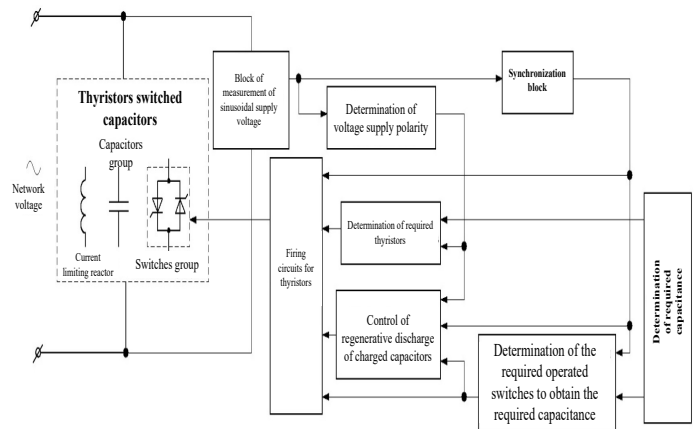 Thyristors switched
capacitors
Capacitors
group
Network
voltage
Current
limiting reactor
Switches group
Block of
measurement of
sinusoidal supply
voltage
Synchronization
block
Determination of
voltage supply polarity
Firing
circuits for
thyristors
Determination of required
thyristors
Control of
regenerative discharge
of charged capacitors
Determination of the
required operated
switches to obtain the
required capacitance
Determination
of required
capacitance